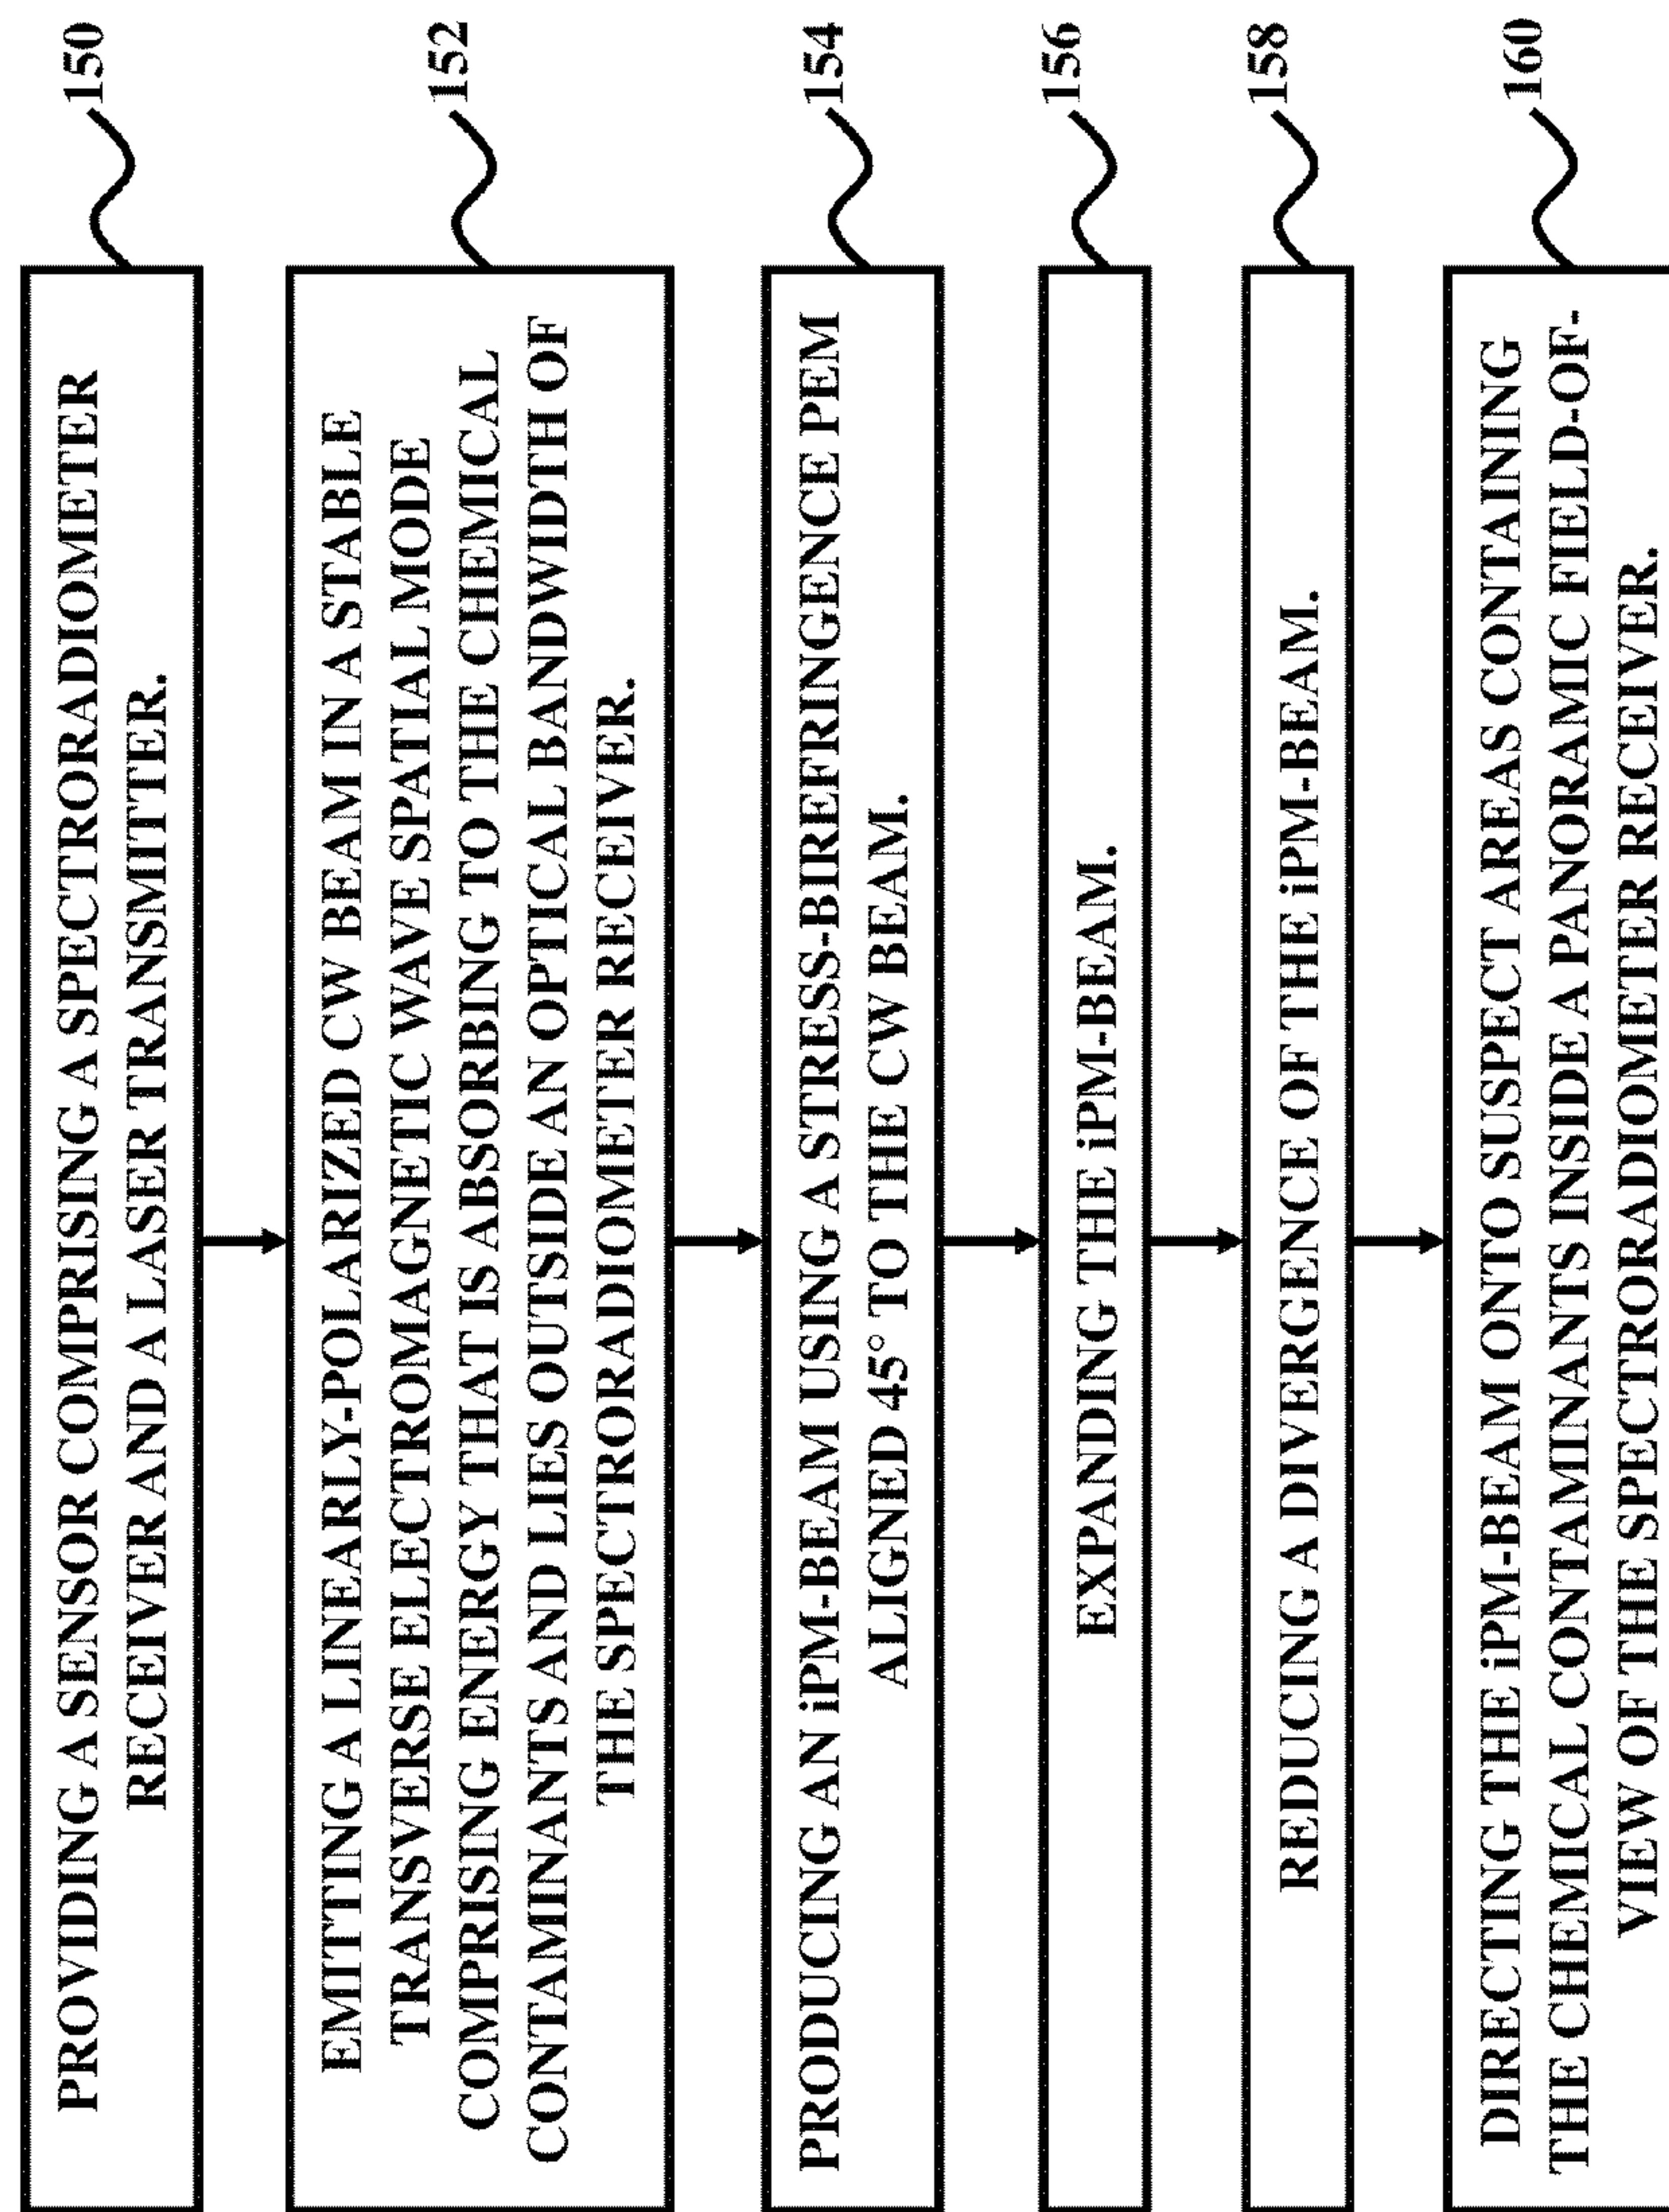 PROVIDING A SENSOR COMPRISING A SPECTRORADIOMETER
RECEIVER AND A LASER TRANSMITTER.
150
EMITTING A LINEARLY-POLARIZED CW BEAM IN A STABLE
TRANSVERSE ELECTROMAGNETIC WAVE SPATIAL MODE
COMPRISING ENERGY THAT IS ABSORBING TO THE CHEMICAL
CONTAMINANTS AND LIES OUTSIDE AN OPTICAL BANDWIDTH OF
THE SPECTRORADIOMETER RECEIVER.
152
PRODUCING AN iPM-BEAM USING A STRESS-BIREFRINGENCE PEM
ALIGNED 45° TO THE CW BEAM.
154
EXPANDING THE iPM-BEAM.
156
REDUCING A DIVERGENCE OF THE iPM-BEAM.
158
DIRECTING THE iPM-BEAM ONTO SUSPECT AREAS CONTAINING
THE CHEMICAL CONTAMINANTS INSIDE A PANORAMIC FIELD-OF-
VIEW OF THE SPECTRORADIOMETER RECEIVER.
160